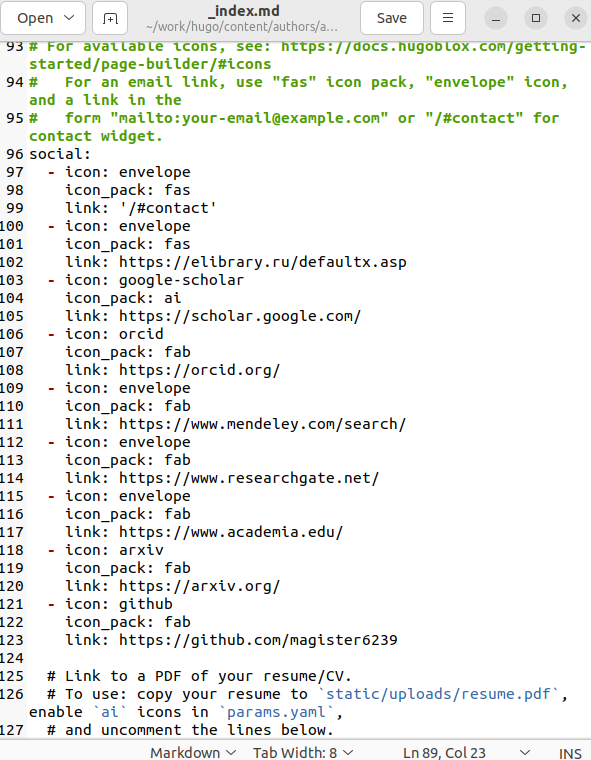 Open
_index.md
~/work/hugo/content/authors/a...
Save
93 # For available icons, see: https://docs.hugoblox.com/getting-
started/page-builder/#icons
94 #   For an email link, use "fas" icon pack, "envelope" icon,
and a link in the
95 #   form "mailto:your-email@example.com" or "/#contact" for
contact widget.
96 social:
97   - icon: envelope
98     icon_pack: fas
99     link: '/#contact'
100   - icon: envelope
101     icon_pack: fas
102     link: https://elibrary.ru/defaultx.asp
103   - icon: google-scholar
104     icon_pack: ai
105     link: https://scholar.google.com/
106   - icon: orcid
107     icon_pack: fab
108     link: https://orcid.org/
109   - icon: envelope
110     icon_pack: fab
111     link: https://www.mendeley.com/search/
112   - icon: envelope
113     icon_pack: fab
114     link: https://www.researchgate.net/
115   - icon: envelope
116     icon_pack: fab
117     link: https://www.academia.edu/
118   - icon: arxiv
119     icon_pack: fab
120     link: https://arxiv.org/
121   - icon: github
122     icon_pack: fab
123     link: https://github.com/magister6239
124
125   # Link to a PDF of your resume/CV.
126   # To use: copy your resume to `static/uploads/resume.pdf`,
enable `ai` icons in `params.yaml`,
127   # and uncomment the lines below.
Markdown
Tab Width: 8
Ln 89, Col 23
INS